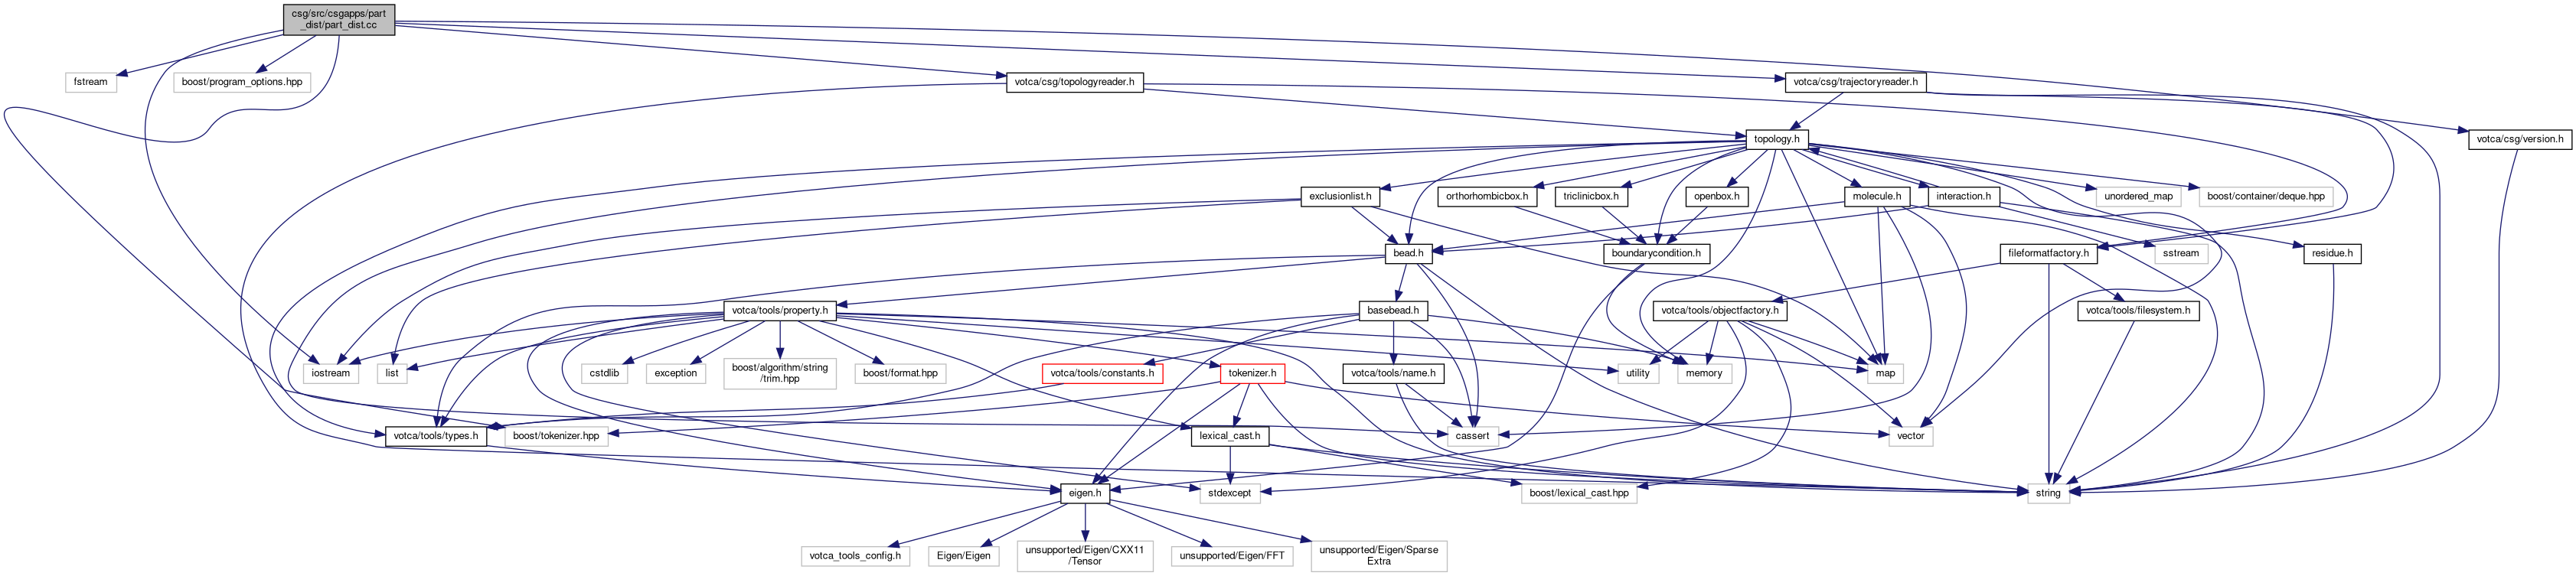 csg/src/csgapps/part
_dist/part_dist.cc
fstream
boost/program_options.hpp
votca/csg/topologyreader.h
votca/csg/trajectoryreader.h
topology.h
votca/csg/version.h
exclusionlist.h
orthorhombicbox.h
triclinicbox.h
openbox.h
molecule.h
interaction.h
unordered_map
boost/container/deque.hpp
bead.h
boundarycondition.h
fileformatfactory.h
sstream
residue.h
votca/tools/property.h
basebead.h
votca/tools/objectfactory.h
votca/tools/filesystem.h
iostream
list
cstdlib
exception
boost/algorithm/string
/trim.hpp
boost/format.hpp
votca/tools/constants.h
tokenizer.h
votca/tools/name.h
utility
memory
map
votca/tools/types.h
boost/tokenizer.hpp
lexical_cast.h
cassert
vector
eigen.h
stdexcept
boost/lexical_cast.hpp
string
votca_tools_config.h
Eigen/Eigen
unsupported/Eigen/CXX11
/Tensor
unsupported/Eigen/FFT
unsupported/Eigen/Sparse
Extra